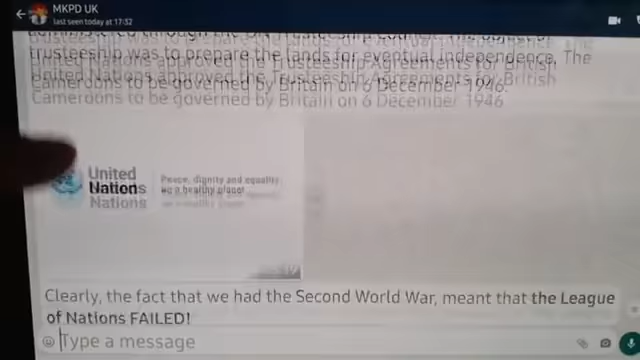 MKPD UK
last seen today at 17:32
trusteeship was to prepare the lands for eventual independence. The
United Nations approved the Trusteeship Agreements for British
Cameroons to be governed by Britain on 6 December 1946.
United
Nations
Peace, dignity and equality
on a healthy planet
Clearly, the fact that we had the Second World War, meant that the League
of Nations FAILED!
Type a message